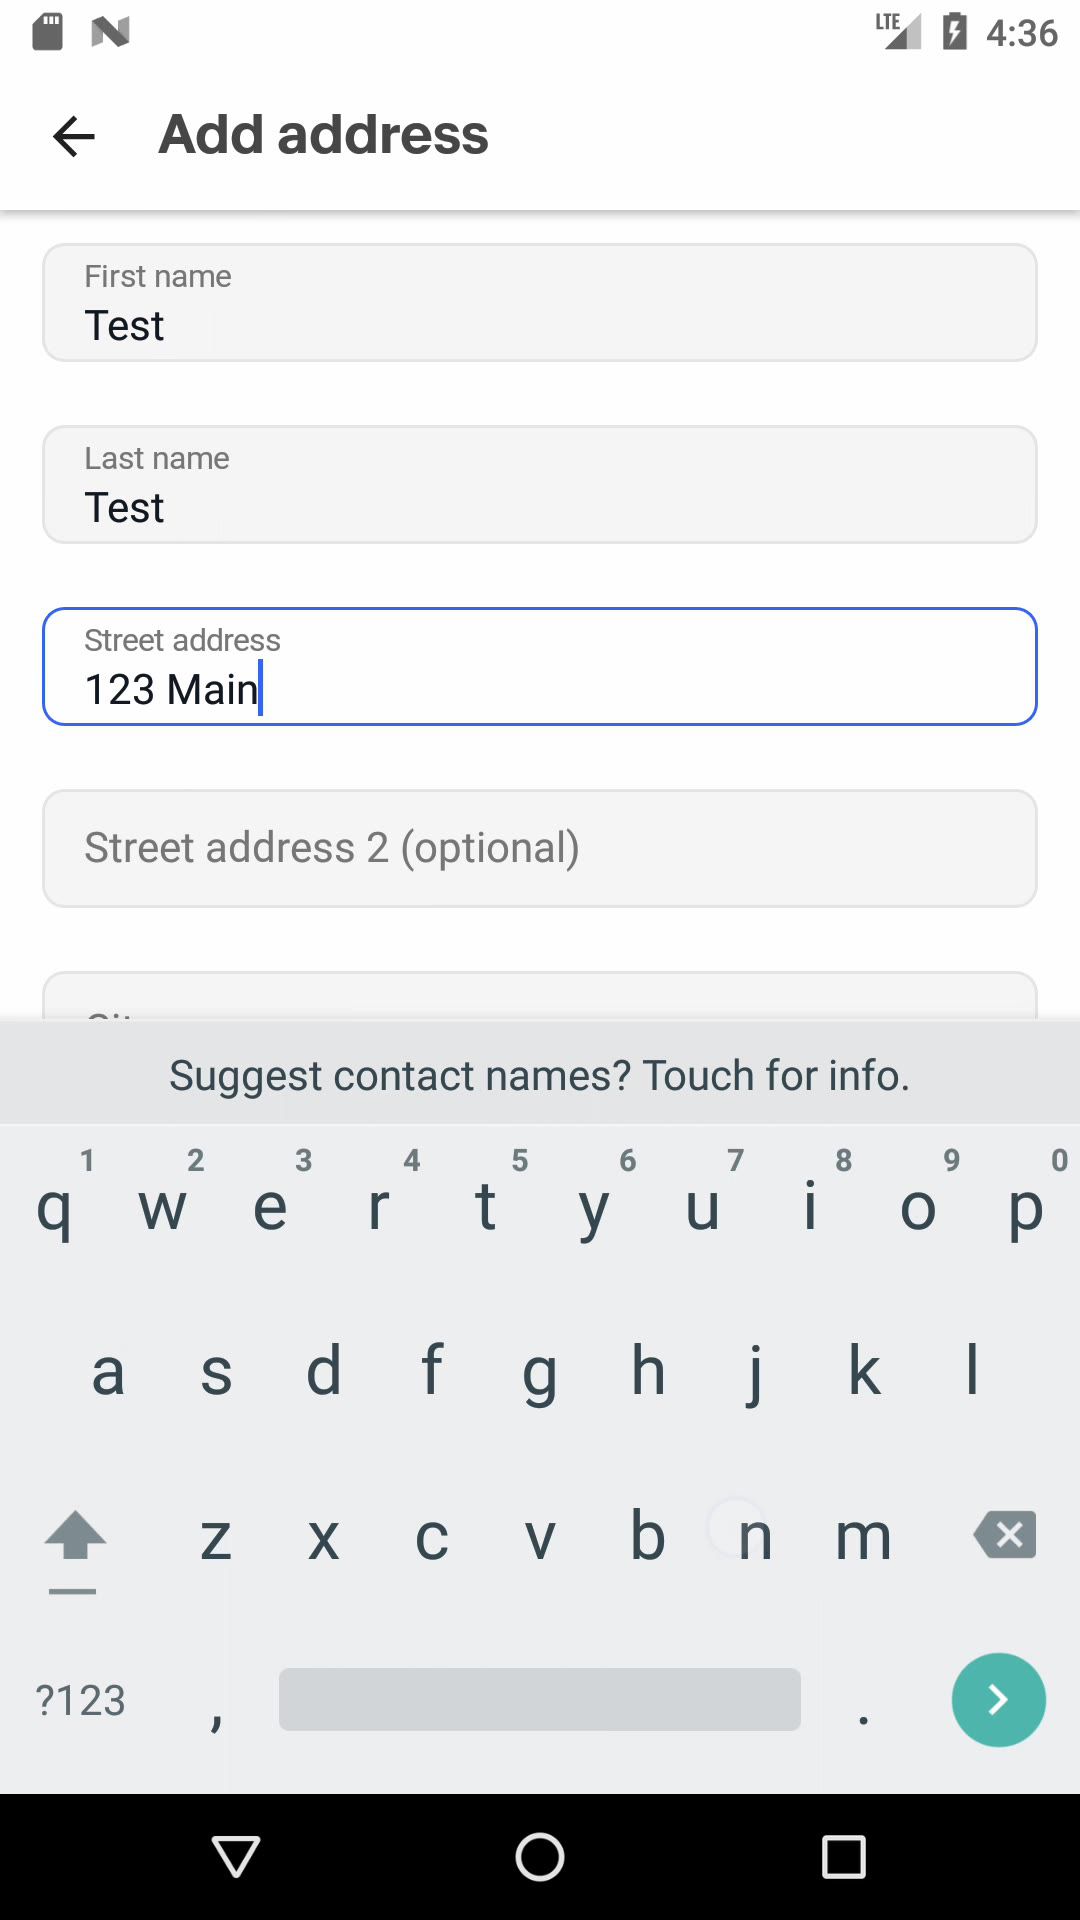 LTE 4:36
Add address
First name
Test
Last name
Test
Street address
123 Main
Street address 2 (optional)
Suggest contact names? Touch for info.
1 2 3 4 5 6 7 8 9 0
q w e r t y u i o p
a s d f g h j k l
z x c v b n m
?123 , .